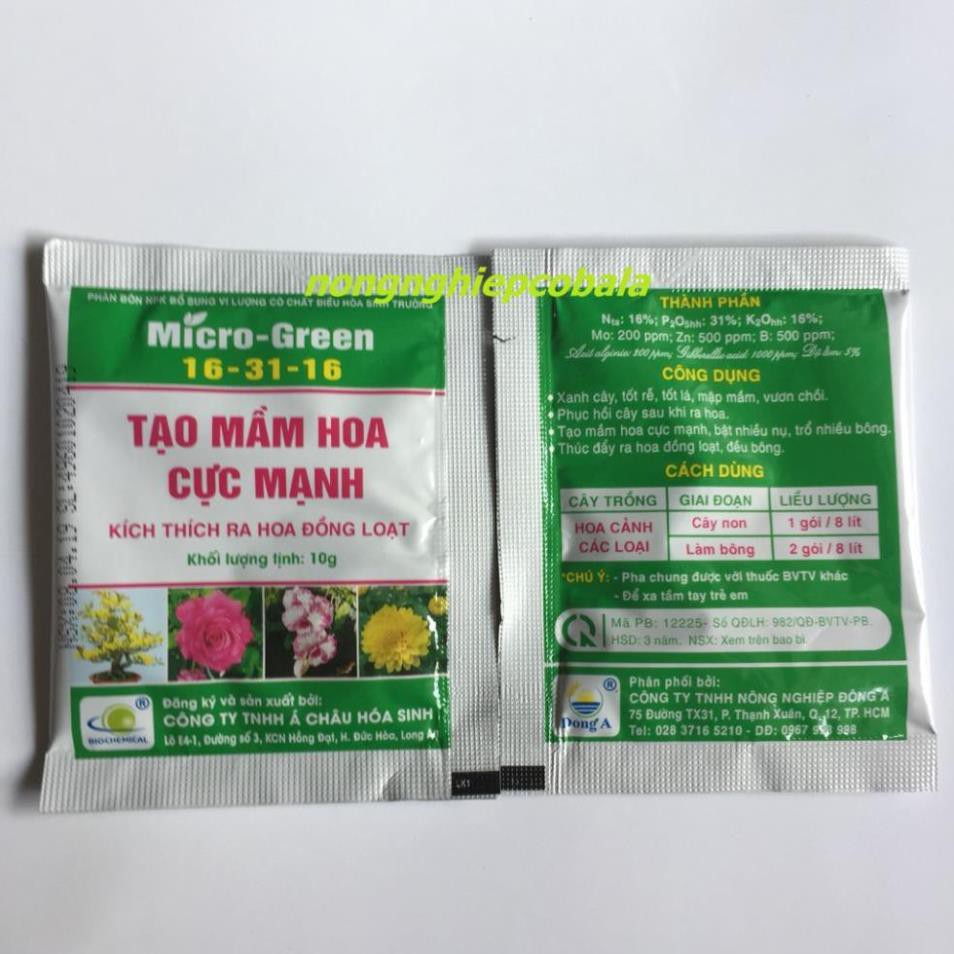 nongnghiepcobala
PHÂN BÓN NPK BỔ SUNG VI LƯỢNG CÓ CHẤT ĐIỀU HÒA SINH TRƯỞNG
Micro-Green
16-31-16
TẠO MẦM HOA
CỰC MẠNH
KÍCH THÍCH RA HOA ĐỒNG LOẠT
Khối lượng tịnh: 10g
®
BIOCHEMICAL
Đăng ký và sản xuất bởi:
CÔNG TY TNHH Á CHÂU HÓA SINH
Lô E4-1, Đường số 3, KCN Hồng Đạt, H. Đức Hòa, Long An
LK1
THÀNH PHẦN
Nts: 16%; P2O5hh: 31%; K2Ohh: 16%;
Mo: 200 ppm; Zn: 500 ppm; B: 500 ppm;
Acid alginic: 200 ppm; Gibberellic acid: 1000 ppm; Độ ẩm: 5%
CÔNG DỤNG
• Xanh cây, tốt rễ, tốt lá, mập mầm, vươn chồi.
• Phục hồi cây sau khi ra hoa.
• Tạo mầm hoa cực mạnh, bật nhiều nụ, trổ nhiều bông.
• Thúc đẩy ra hoa đồng loạt, đều bông.
CÁCH DÙNG
CÂY TRỒNG GIAI ĐOẠN LIỀU LƯỢNG
HOA CẢNH CÁC LOẠI Cây non 1 gói / 8 lít
Làm bông 2 gói / 8 lít
*CHÚ Ý: - Pha chung được với thuốc BVTV khác
- Để xa tầm tay trẻ em
Mã PB: 12225- Số QĐLH: 982/QĐ-BVTV-PB.
HSD: 3 năm. NSX: Xem trên bao bì.
®
Đong A
Phân phối bởi:
CÔNG TY TNHH NÔNG NGHIỆP ĐÔNG Á
75 Đường TX31, P. Thạnh Xuân, Q. 12, TP. HCM
Tel: 028 3716 5210 - DĐ: 0967 998 998